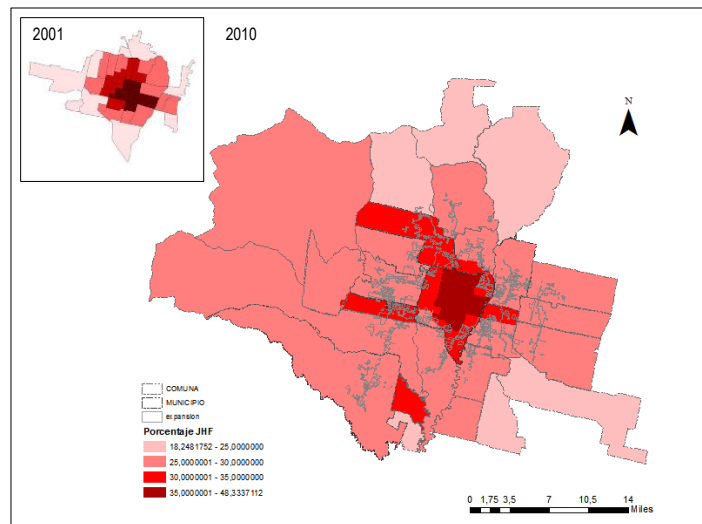 2001
2010
N
COMUNA
MUNICIPIO
expansion
Porcentaje JHF
18,2481752 - 25,0000000
25,0000001 - 30,0000000
30,0000001 - 35,0000000
35,0000001 - 48,3337112
0 1,75 3,5 7 10,5 14
Miles